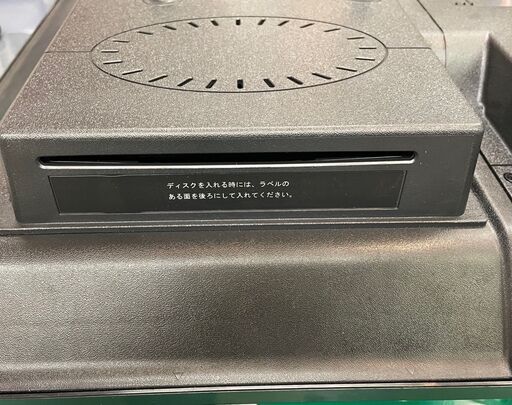 ディスクを入れる時には、ラベルの
ある面を後ろにして入れてください。